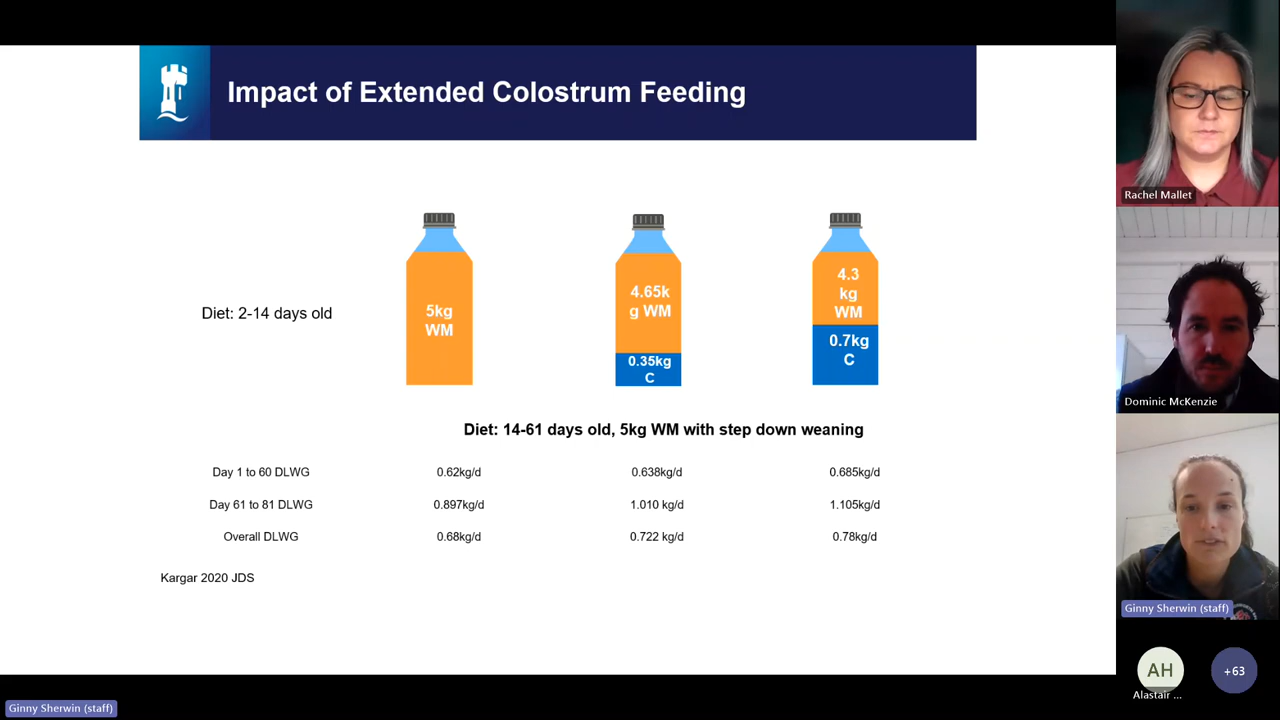 Impact of Extended Colostrum Feeding
Diet: 2-14 days old
5kg
WM
4.65k
g WM
0.35kg
C
4.3
kg
WM
0.7kg
C
Diet: 14-61 days old, 5kg WM with step down weaning
Day 1 to 60 DLWG 0.62kg/d 0.638kg/d 0.685kg/d
Day 61 to 81 DLWG 0.897kg/d 1.010 kg/d 1.105kg/d
Overall DLWG 0.68kg/d 0.722 kg/d 0.78kg/d
Kargar 2020 JDS
Rachel Mallet
Dominic McKenzie
Ginny Sherwin (staff)
AH
Alastair ...
+63
Ginny Sherwin (staff)